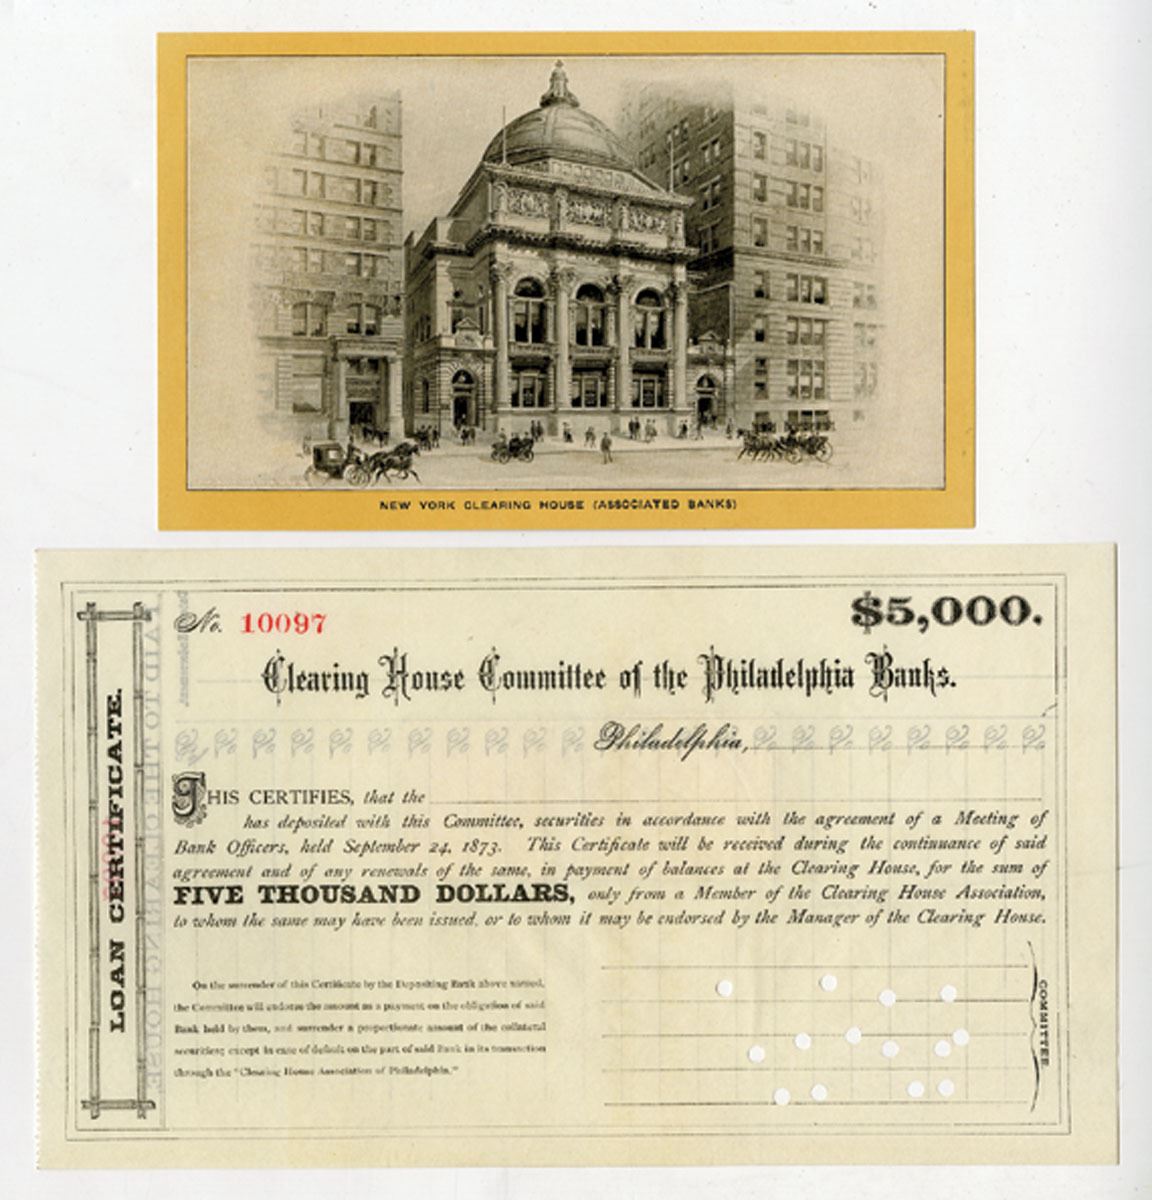 NEW YORK CLEARING HOUSE (ASSOCIATED BANKS)
No. 10097
$5,000.
Clearing House Committee of the Philadelphia Banks.
Philadelphia,
LOAN CERTIFICATE.
THIS CERTIFIES, that the
has deposited with this Committee, securities in accordance with the agreement of a Meeting of
Bank Officers, held September 24, 1873. This Certificate will be received during the continuance of said
agreement and of any renewals of the same, in payment of balances at the Clearing House, for the sum of
FIVE THOUSAND DOLLARS, only from a Member of the Clearing House Association,
to whom the same may have been issued, or to whom it may be endorsed by the Manager of the Clearing House.
On the surrender of this Certificate by the Depositing Bank above named,
the Committee will endorse the amount as a payment on the obligation of said
Bank held by them, and surrender a proportionate amount of the collateral
securities; except in case of default on the part of said Bank in its transaction
through the "Clearing House Association of Philadelphia."
COMMITTEE.